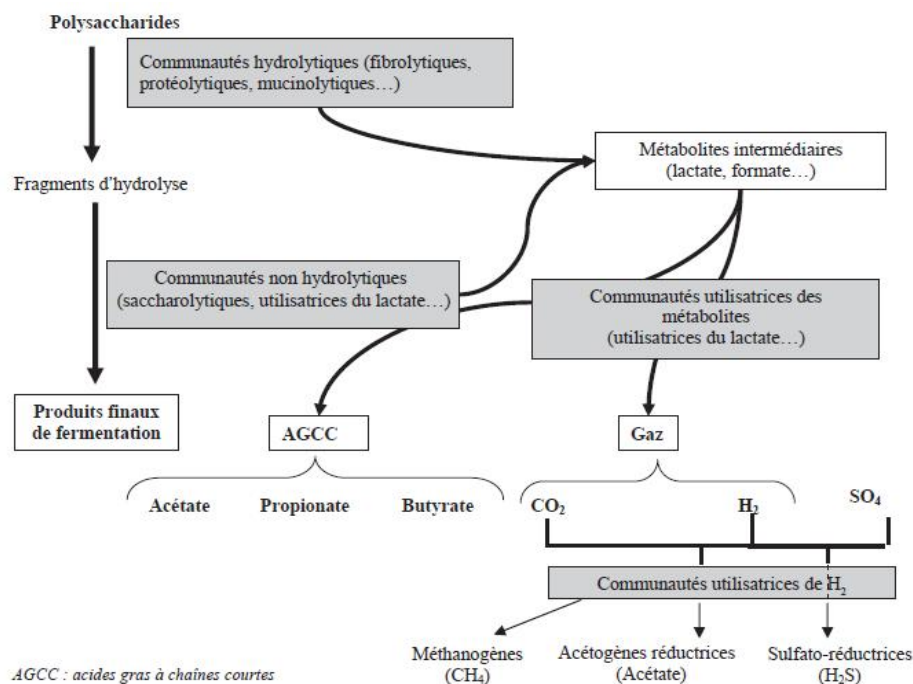 Polysaccharides
Communautés hydrolytiques (fibrolytiques,
protéolytiques, mucinolytiques…)
Métabolites intermédiaires
(lactate, formate…)
Fragments d’hydrolyse
Communautés non hydrolytiques
(saccharolytiques, utilisatrices du lactate…)
Communautés utilisatrices des
métabolites
(utilisatrices du lactate…)
Produits finaux
de fermentation
AGCC
Gaz
Acétate Propionate Butyrate
CO₂ H₂ SO₄
Communautés utilisatrices de H₂
Méthanogènes
(CH₄)
Acétogènes réductrices
(Acétate)
Sulfato-réductrices
(H₂S)
AGCC : acides gras à chaînes courtes